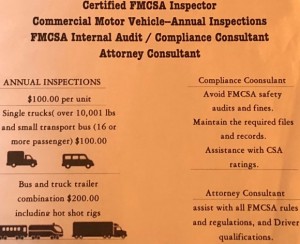 Certified FMCSA Inspector
Commercial Motor Vehicle—Annual Inspections
FMCSA Internal Audit / Compliance Consultant
Attorney Consultant
ANNUAL INSPECTIONS
$100.00 per unit
Single trucks( over 10,001 lbs
and small transport bus (16 or
more passenger) $100.00
Bus and truck trailer
combination $200.00
including hot shot rigs
Compliance Coonsulant
Avoid FMCSA safety
audits and fines.
Maintain the required files
and records.
Assistance with CSA
ratings.
Attorney Consultant
assist with all FMCSA rules
and regulations, and Driver
qualifications.